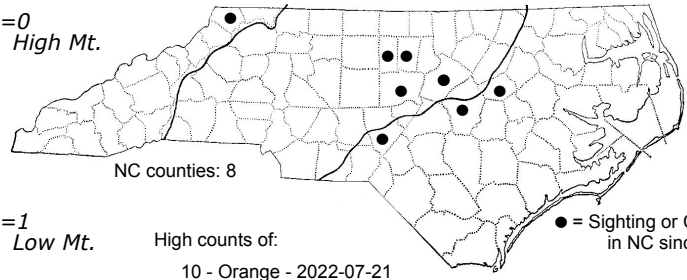 =0
High Mt.
NC counties: 8
=1
Low Mt.
High counts of:
10 - Orange - 2022-07-21
● = Sighting or
in NC